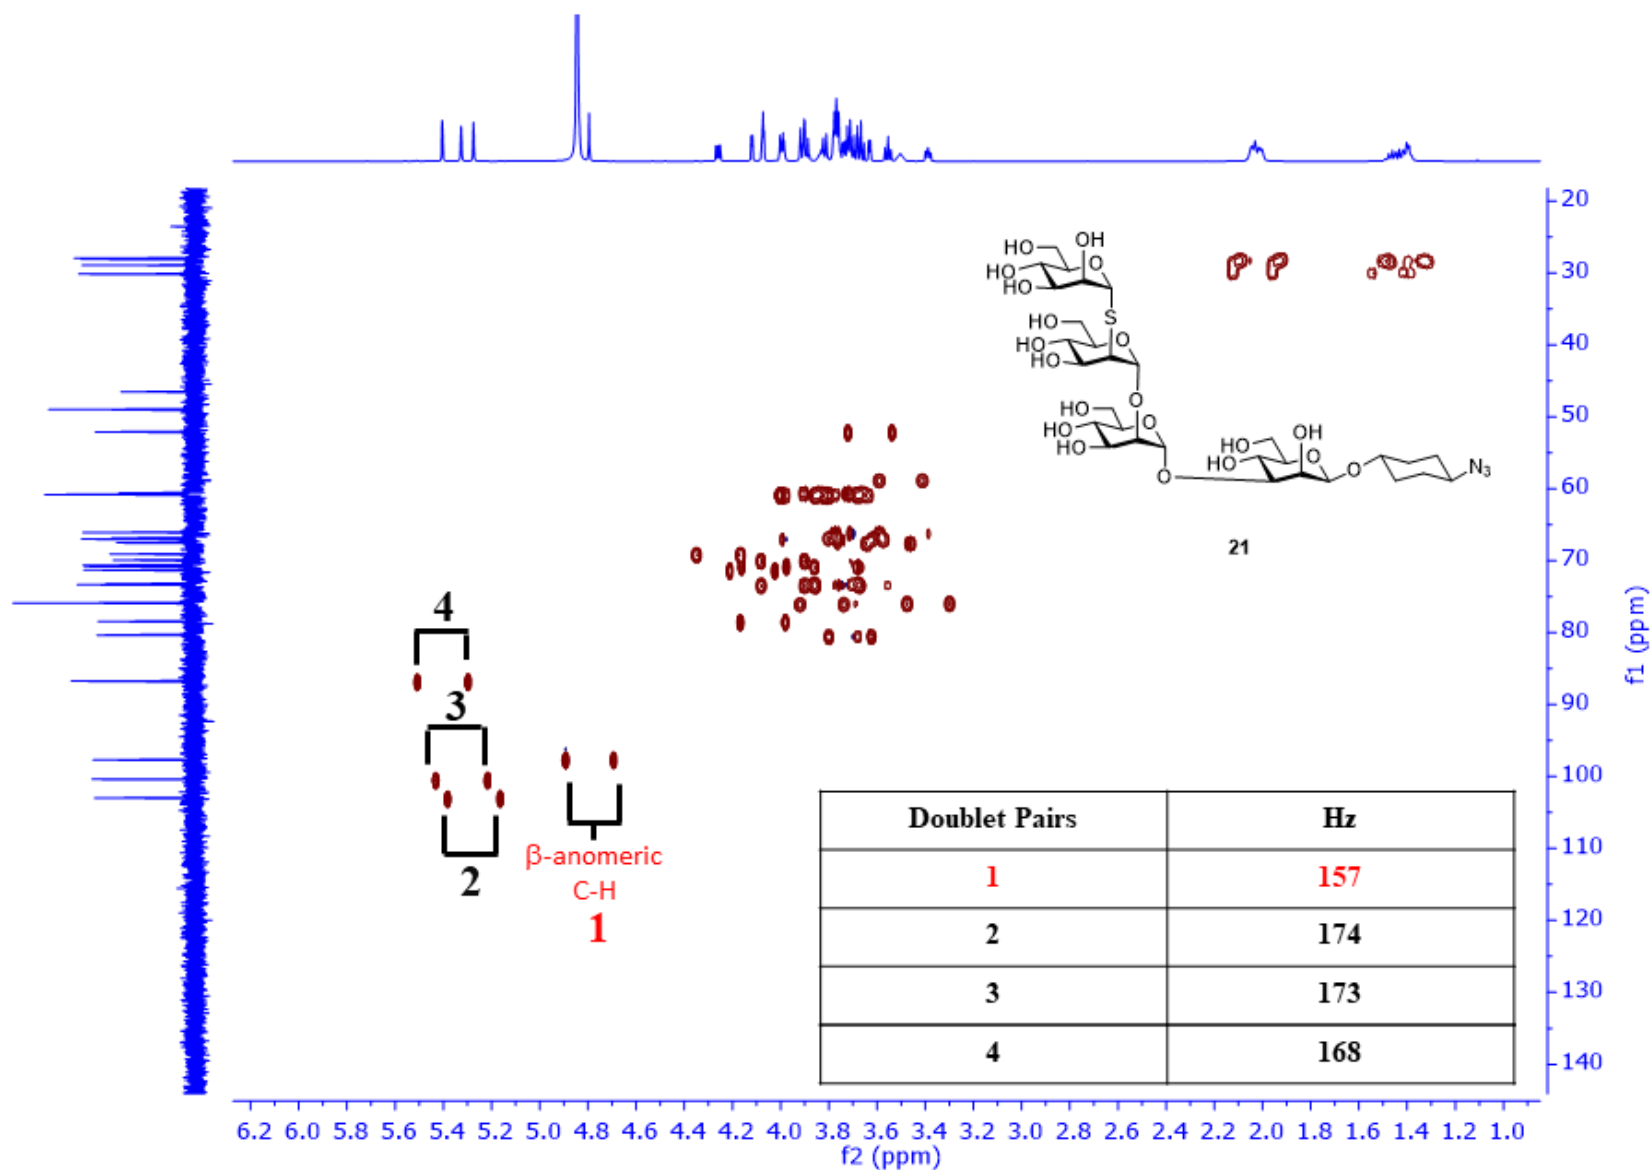 20
30
40
50
60
70
80
90
100
110
120
130
140
f1 (ppm)
HO
OH
HO
HO
O
S
HO
O
HO
HO
O
HO
O
HO
HO
O
HO
OH
HO
O
O
N3
21
4
3
2
β-anomeric
C-H
1
Doublet Pairs Hz
1 157
2 174
3 173
4 168
6.2 6.0 5.8 5.6 5.4 5.2 5.0 4.8 4.6 4.4 4.2 4.0 3.8 3.6 3.4 3.2 3.0 2.8 2.6 2.4 2.2 2.0 1.8 1.6 1.4 1.2 1.0
f2 (ppm)